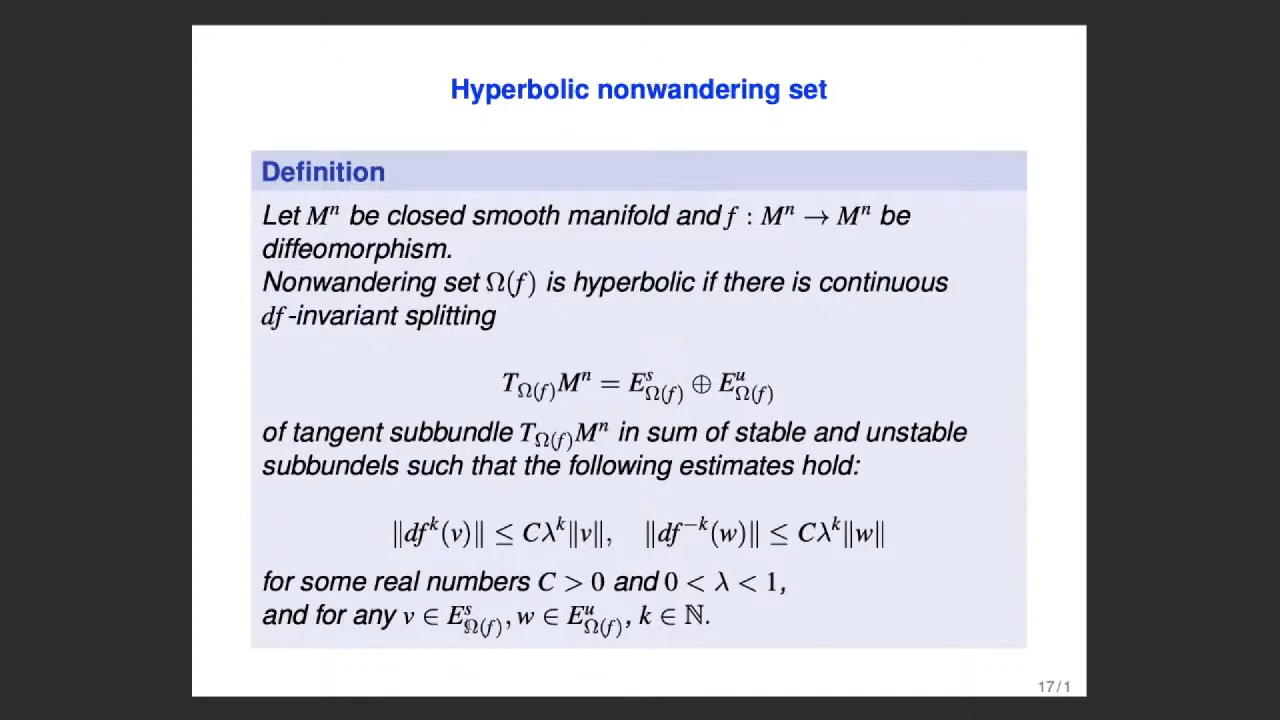 Hyperbolic nonwandering set
Definition
Let Mⁿ be closed smooth manifold and f : Mⁿ → Mⁿ be
diffeomorphism.
Nonwandering set Ω(f) is hyperbolic if there is continuous
df-invariant splitting
T_{Ω(f)}Mⁿ = E^s_{Ω(f)} ⊕ E^u_{Ω(f)}
of tangent subbundle T_{Ω(f)}Mⁿ in sum of stable and unstable
subbundels such that the following estimates hold:
‖df^k(v)‖ ≤ Cλ^k‖v‖, ‖df^{−k}(w)‖ ≤ Cλ^k‖w‖
for some real numbers C > 0 and 0 < λ < 1,
and for any v ∈ E^s_{Ω(f)}, w ∈ E^u_{Ω(f)}, k ∈ ℕ.
17 / 1